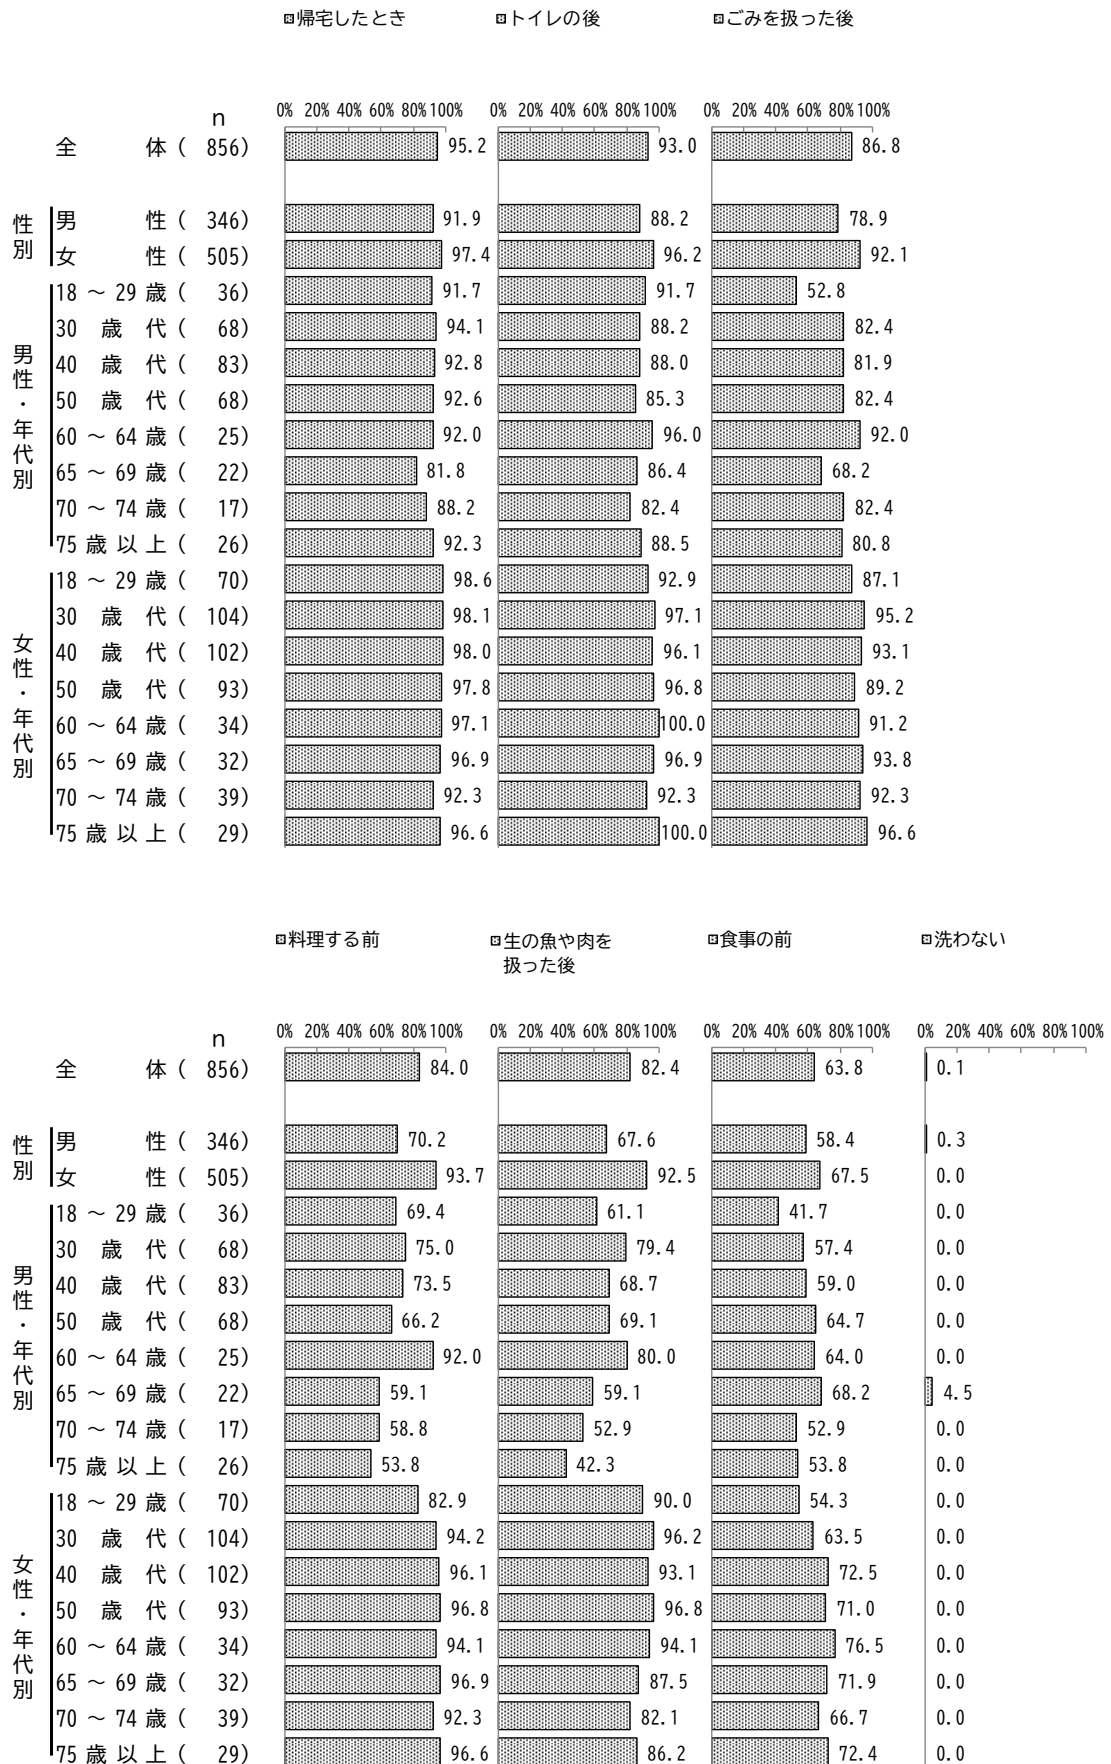 帰宅したとき トイレの後 ごみを扱った後
n 0% 20% 40% 60% 80% 100% 0% 20% 40% 60% 80% 100% 0% 20% 40% 60% 80% 100%
全体 ( 856) 95.2 93.0 86.8
性別
男性 ( 346) 91.9 88.2 78.9
女性 ( 505) 97.4 96.2 92.1
男性・年代別
18 ～ 29 歳 ( 36) 91.7 91.7 52.8
30 歳代 ( 68) 94.1 88.2 82.4
40 歳代 ( 83) 92.8 88.0 81.9
50 歳代 ( 68) 92.6 85.3 82.4
60 ～ 64 歳 ( 25) 92.0 96.0 92.0
65 ～ 69 歳 ( 22) 81.8 86.4 68.2
70 ～ 74 歳 ( 17) 88.2 82.4 82.4
75 歳以上 ( 26) 92.3 88.5 80.8
女性・年代別
18 ～ 29 歳 ( 70) 98.6 92.9 87.1
30 歳代 ( 104) 98.1 97.1 95.2
40 歳代 ( 102) 98.0 96.1 93.1
50 歳代 ( 93) 97.8 96.8 89.2
60 ～ 64 歳 ( 34) 97.1 100.0 91.2
65 ～ 69 歳 ( 32) 96.9 96.9 93.8
70 ～ 74 歳 ( 39) 92.3 92.3 92.3
75 歳以上 ( 29) 96.6 100.0 96.6
料理する前 生の魚や肉を 食事の前 洗わない
扱った後
n 0% 20% 40% 60% 80% 100% 0% 20% 40% 60% 80% 100% 0% 20% 40% 60% 80% 100% 0% 20% 40% 60% 80% 100%
全体 ( 856) 84.0 82.4 63.8 0.1
性別
男性 ( 346) 70.2 67.6 58.4 0.3
女性 ( 505) 93.7 92.5 67.5 0.0
男性・年代別
18 ～ 29 歳 ( 36) 69.4 61.1 41.7 0.0
30 歳代 ( 68) 75.0 79.4 57.4 0.0
40 歳代 ( 83) 73.5 68.7 59.0 0.0
50 歳代 ( 68) 66.2 69.1 64.7 0.0
60 ～ 64 歳 ( 25) 92.0 80.0 64.0 0.0
65 ～ 69 歳 ( 22) 59.1 59.1 68.2 4.5
70 ～ 74 歳 ( 17) 58.8 52.9 52.9 0.0
75 歳以上 ( 26) 53.8 42.3 53.8 0.0
女性・年代別
18 ～ 29 歳 ( 70) 82.9 90.0 54.3 0.0
30 歳代 ( 104) 94.2 96.2 63.5 0.0
40 歳代 ( 102) 96.1 93.1 72.5 0.0
50 歳代 ( 93) 96.8 96.8 71.0 0.0
60 ～ 64 歳 ( 34) 94.1 94.1 76.5 0.0
65 ～ 69 歳 ( 32) 96.9 87.5 71.9 0.0
70 ～ 74 歳 ( 39) 92.3 82.1 66.7 0.0
75 歳以上 ( 29) 96.6 86.2 72.4 0.0